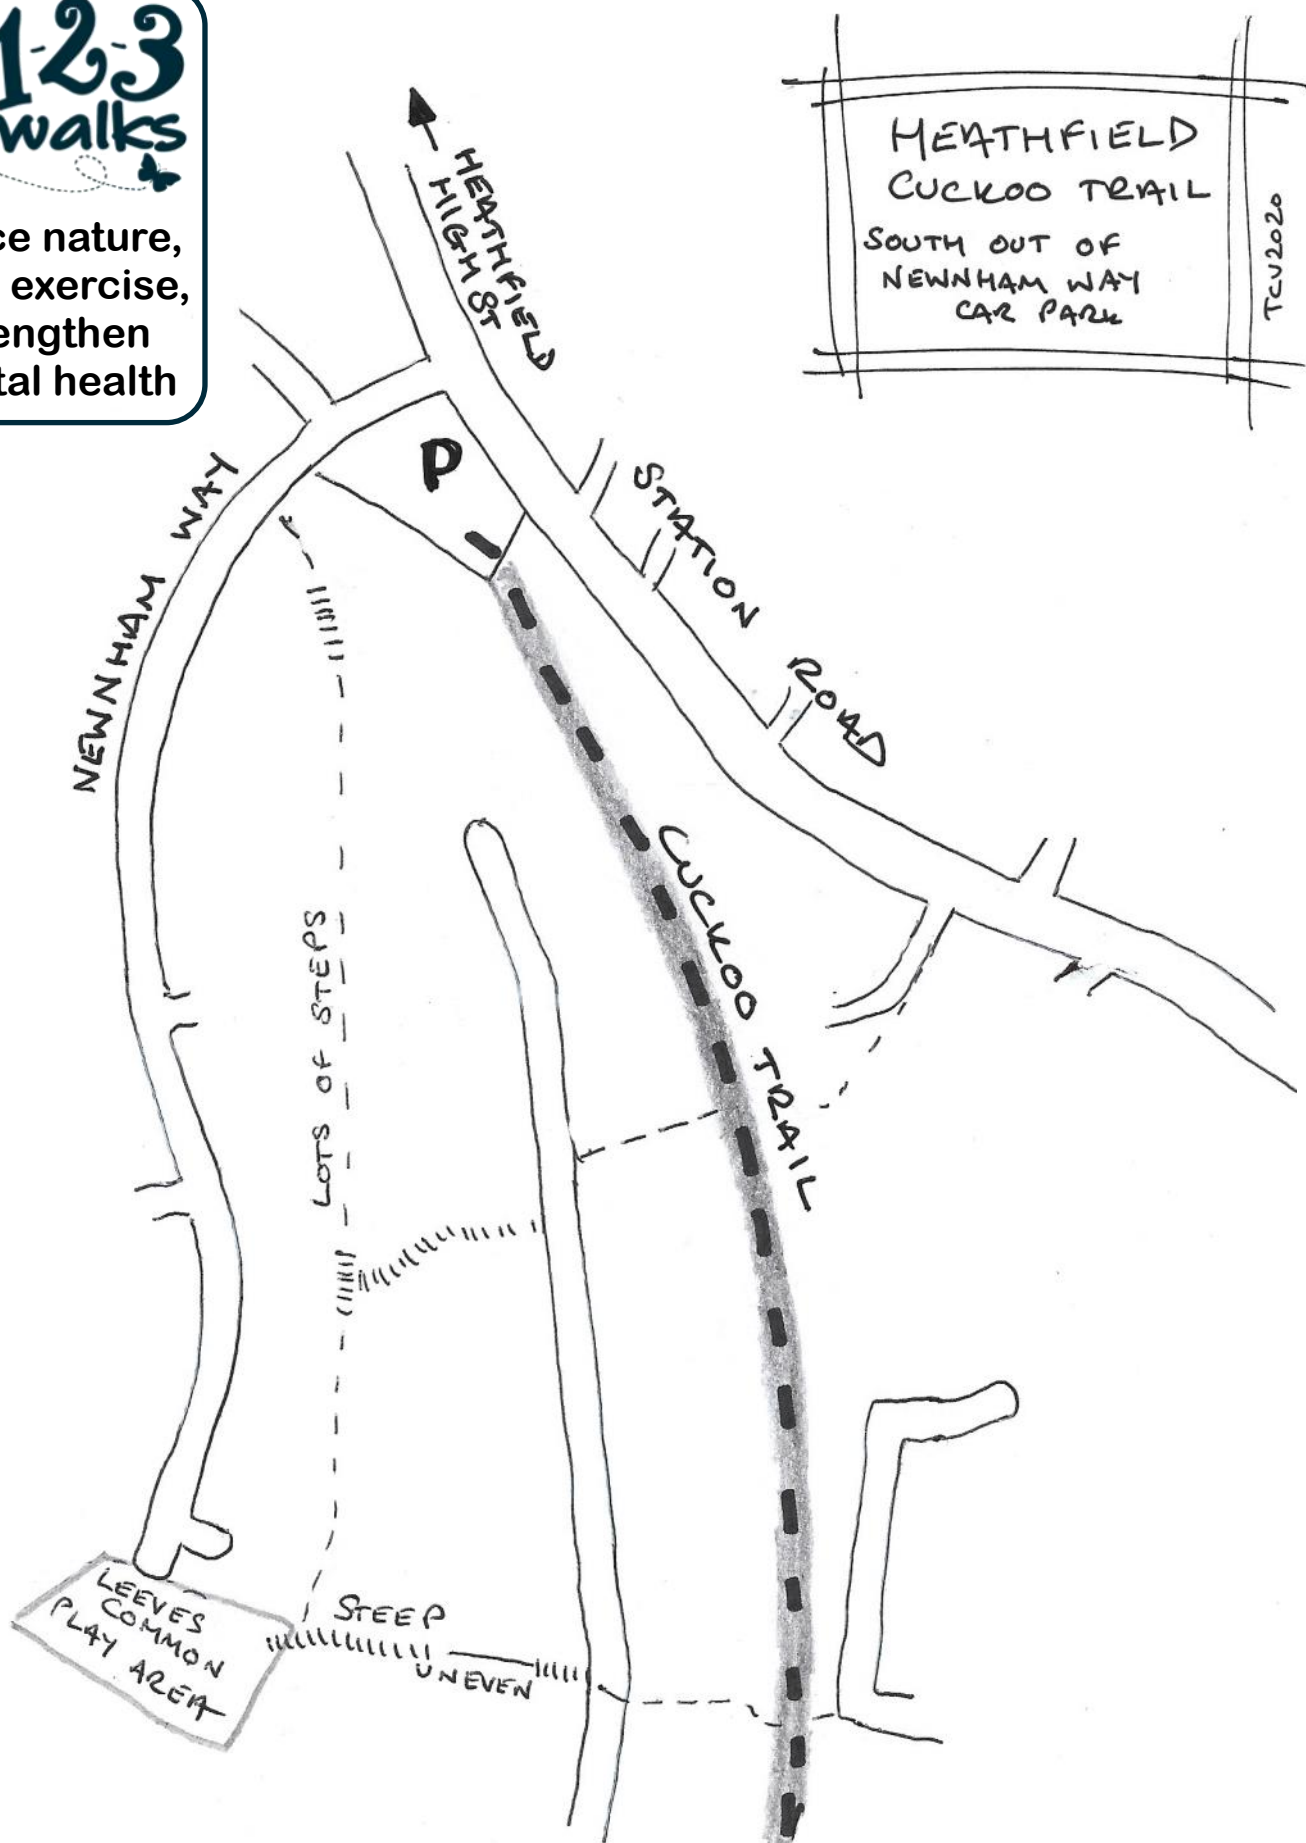 1-2-3
walks
ce nature,
exercise,
engthen
tal health
HEATHFIELD
HIGH ST
HEATHFIELD
CUCKOO TRAIL
SOUTH OUT OF
NEWNHAM WAY
CAR PARK
TCV2020
P
NEWNHAM WAY
STATION ROAD
CUCKOO TRAIL
LOTS OF STEPS
LEEVES
COMMON
PLAY AREA
STEEP
UNEVEN